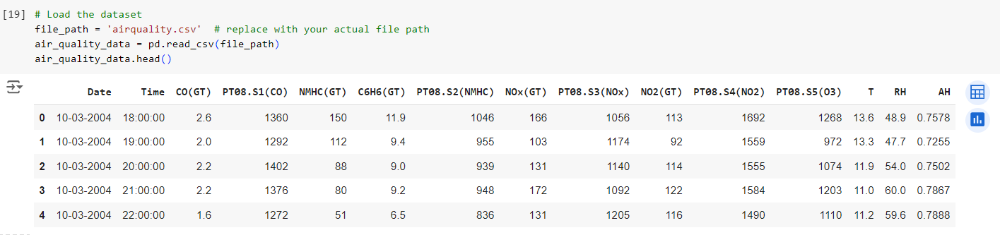 [19] # Load the dataset
file_path = 'airquality.csv'  # replace with your actual file path
air_quality_data = pd.read_csv(file_path)
air_quality_data.head()
Date Time CO(GT) PT08.S1(CO) NMHC(GT) C6H6(GT) PT08.S2(NMHC) NOx(GT) PT08.S3(NOx) NO2(GT) PT08.S4(NO2) PT08.S5(O3) T RH AH
0 10-03-2004 18:00:00 2.6 1360 150 11.9 1046 166 1056 113 1692 1268 13.6 48.9 0.7578
1 10-03-2004 19:00:00 2.0 1292 112 9.4 955 103 1174 92 1559 972 13.3 47.7 0.7255
2 10-03-2004 20:00:00 2.2 1402 88 9.0 939 131 1140 114 1555 1074 11.9 54.0 0.7502
3 10-03-2004 21:00:00 2.2 1376 80 9.2 948 172 1092 122 1584 1203 11.0 60.0 0.7867
4 10-03-2004 22:00:00 1.6 1272 51 6.5 836 131 1205 116 1490 1110 11.2 59.6 0.7888